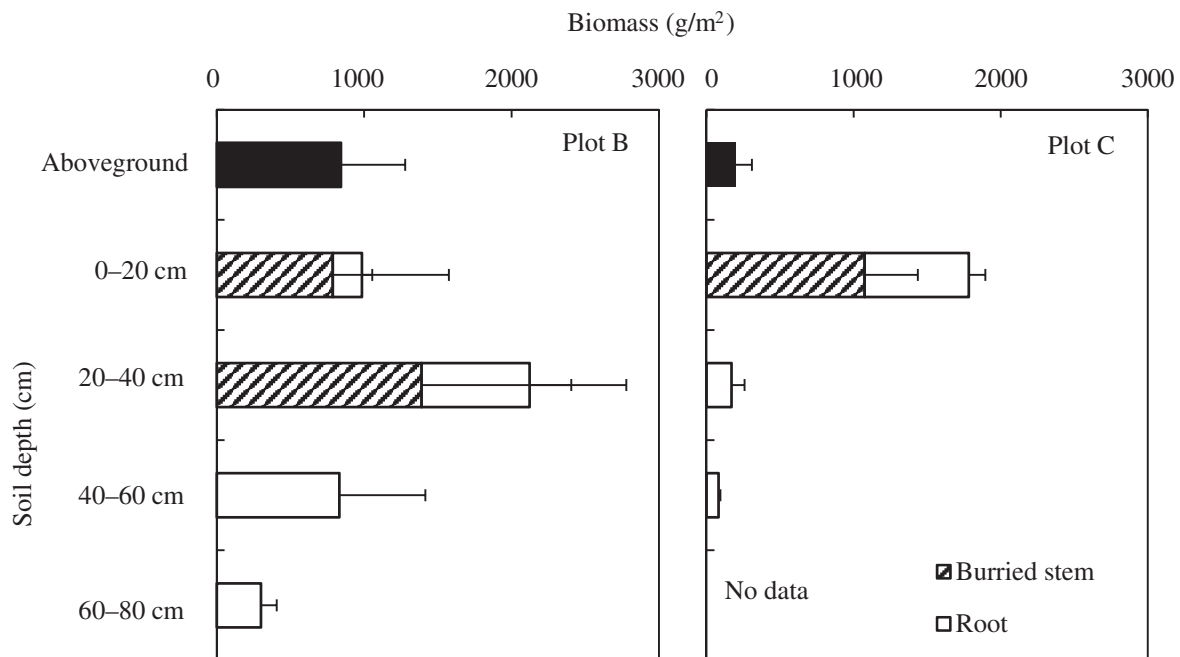 Biomass (g/m²)
0 1000 2000 3000 0 1000 2000 3000
Plot B
Plot C
Aboveground
0–20 cm
20–40 cm
40–60 cm
60–80 cm
Soil depth (cm)
No data
Burried stem
Root